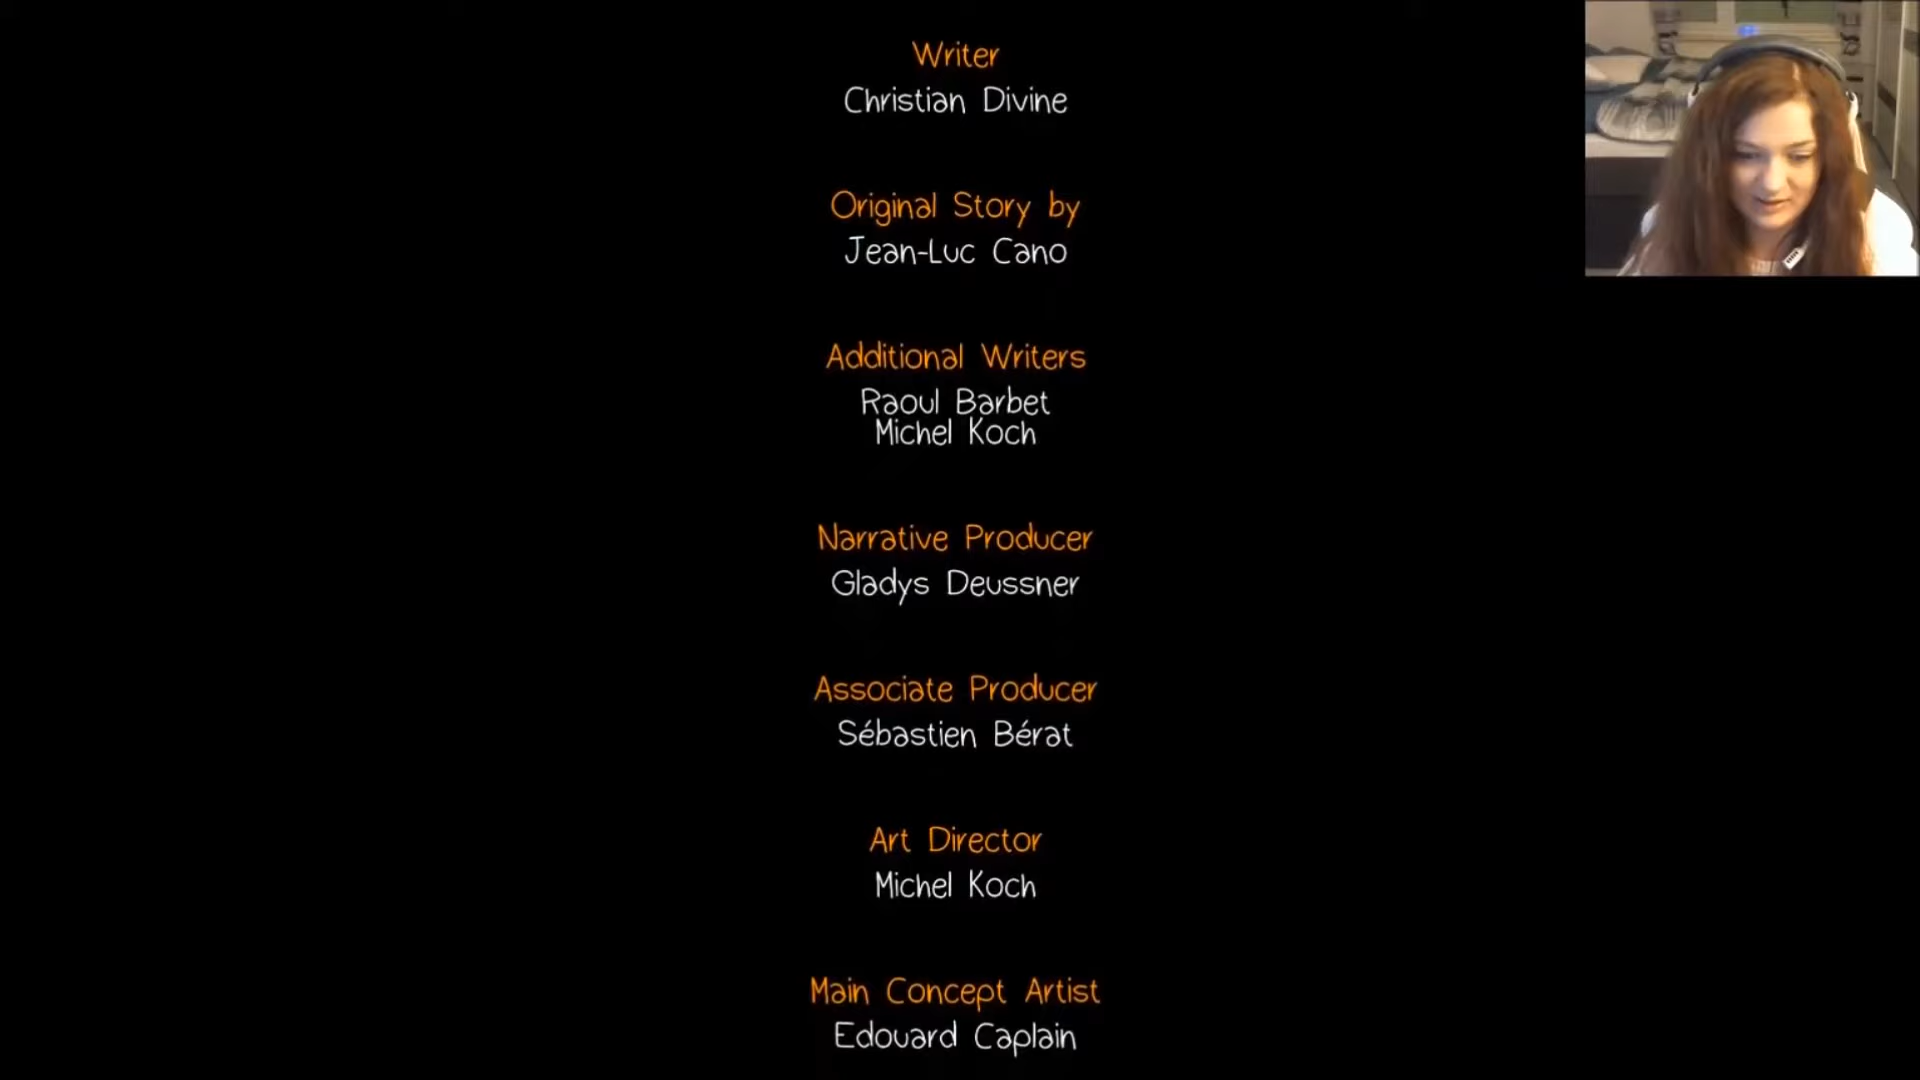 Writer
Christian Divine
Original Story by
Jean-Luc Cano
Additional Writers
Raoul Barbet
Michel Koch
Narrative Producer
Gladys Deussner
Associate Producer
Sébastien Bérat
Art Director
Michel Koch
Main Concept Artist
Edouard Caplain